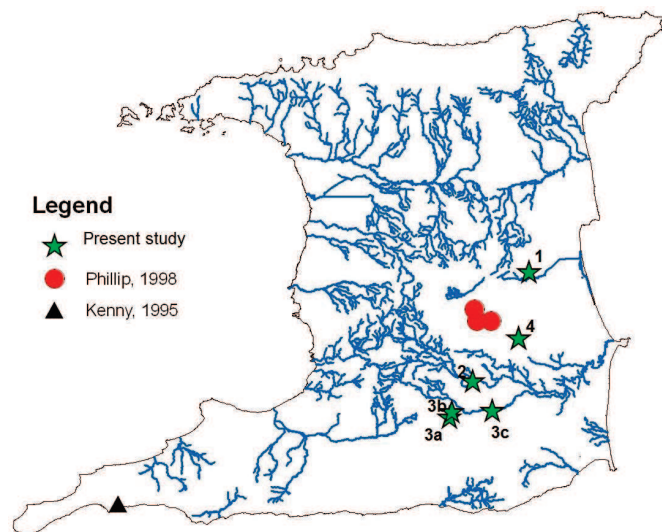 Legend
Present study
Phillip, 1998
Kenny, 1995
1
4
2
3b
3a
3c